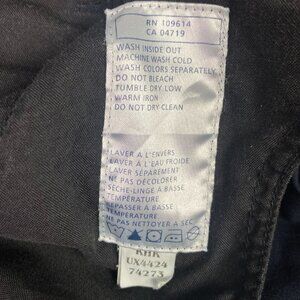 RN 109614
CA 04719
WASH INSIDE OUT
MACHINE WASH COLD
WASH COLORS SEPARATELY
DO NOT BLEACH
TUMBLE DRY LOW
WARM IRON
DO NOT DRY CLEAN
LAVER À L'ENVERS
LAVER À L'EAU FROIDE
LAVER SÉPARÉMENT
NE PAS DÉCOLORER
SÈCHE-LINGE À BASSE
TEMPÉRATURE
REPASSER À BASSE
TEMPÉRATURE
NE PAS NETTOYER À SEC
KHK
UX4424
74273